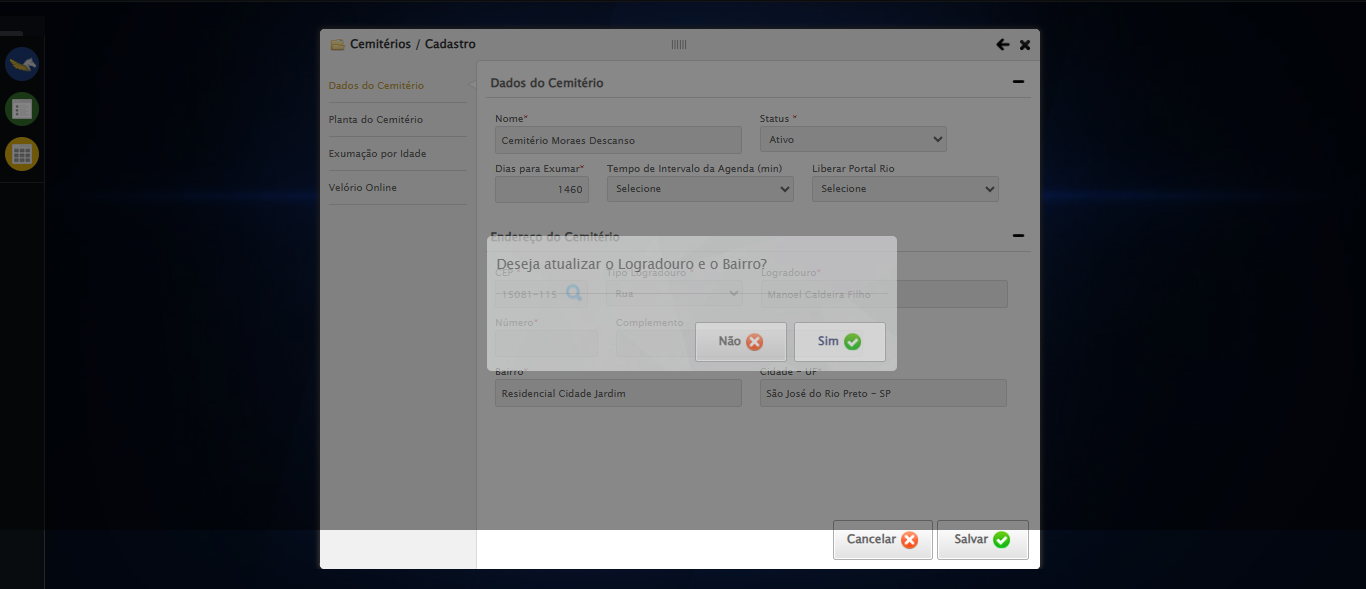 Cemitérios / Cadastro
Dados do Cemitério
Planta do Cemitério
Exumação por Idade
Velório Online
Dados do Cemitério
Nome* Status *
Cemitério Moraes Descanso Ativo
Dias para Exumar* Tempo de Intervalo da Agenda (min) Liberar Portal Rio
1460 Selecione Selecione
Endereço do Cemitério
Deseja atualizar o Logradouro e o Bairro?
CEP Tipo Logradouro * Logradouro*
15081-115 Rua Manoel Caldeira Filho
Número* Complemento
Não Sim
Bairro* Cidade - UF*
Residencial Cidade Jardim São José do Rio Preto - SP
Cancelar Salvar